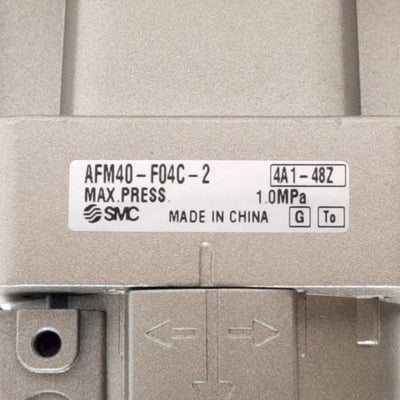 AFM40-F04C-2 4A1-48Z
MAX.PRESS. 1.0MPa
SMC MADE IN CHINA G To